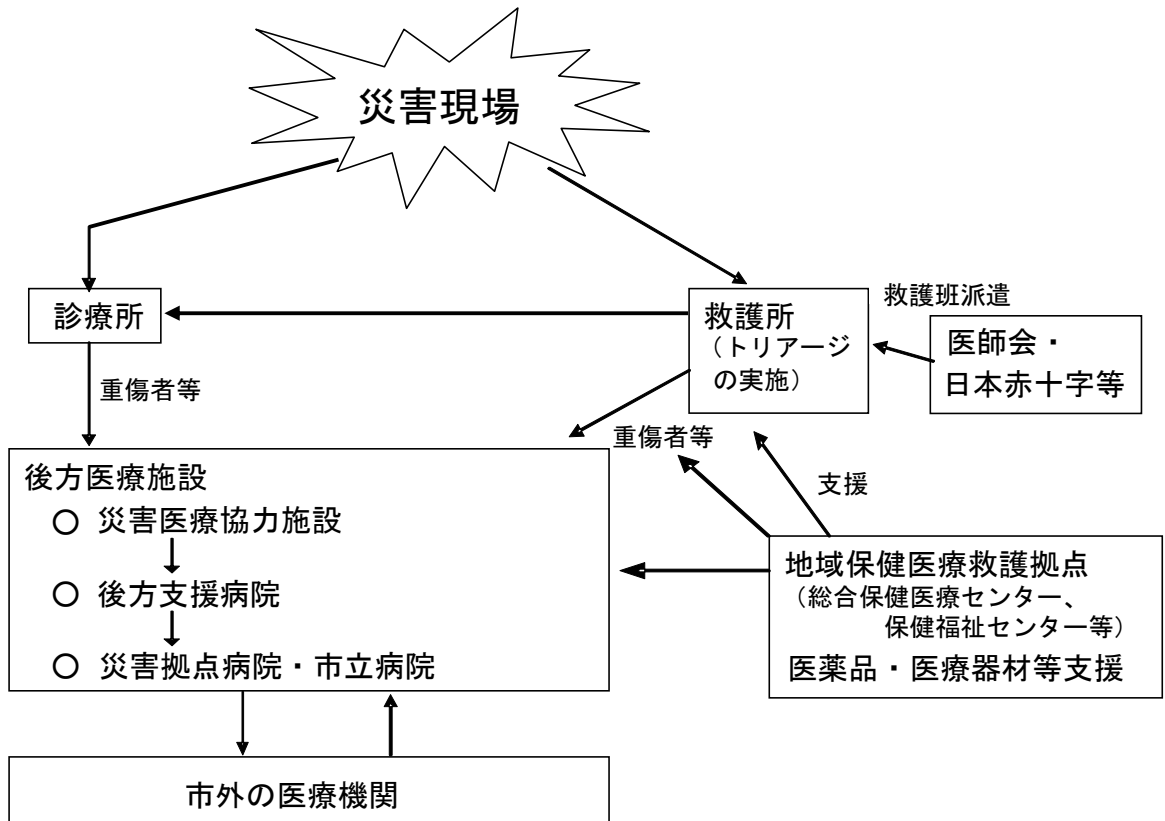 災害現場
診療所
救護所
(トリアージ
の実施)
救護班派遣
医師会・
日本赤十字等
重傷者等
重傷者等
支援
後方医療施設
○ 災害医療協力施設
○ 後方支援病院
○ 災害拠点病院・市立病院
地域保健医療救護拠点
(総合保健医療センター、
保健福祉センター等)
医薬品・医療器材等支援
市外の医療機関